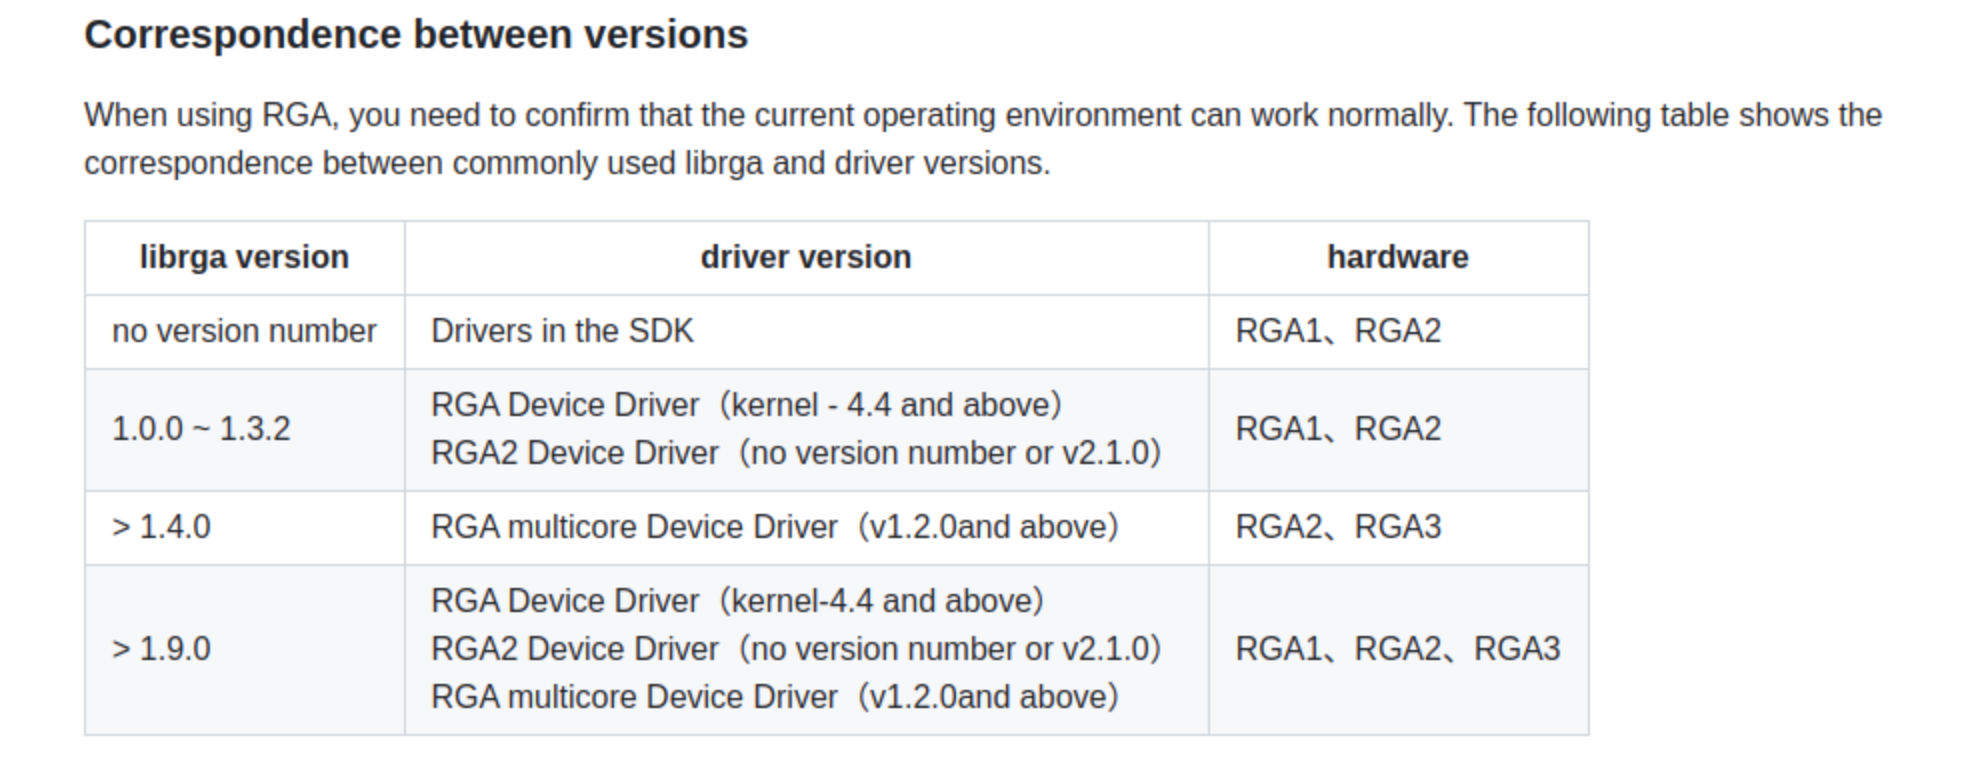 Correspondence between versions
When using RGA, you need to confirm that the current operating environment can work normally. The following table shows the
correspondence between commonly used librga and driver versions.
librga version driver version hardware
no version number Drivers in the SDK RGA1、RGA2
1.0.0 ~ 1.3.2 RGA Device Driver（kernel - 4.4 and above） RGA1、RGA2
RGA2 Device Driver（no version number or v2.1.0）
> 1.4.0 RGA multicore Device Driver（v1.2.0and above） RGA2、RGA3
RGA Device Driver（kernel-4.4 and above）
> 1.9.0 RGA2 Device Driver（no version number or v2.1.0） RGA1、RGA2、RGA3
RGA multicore Device Driver（v1.2.0and above）